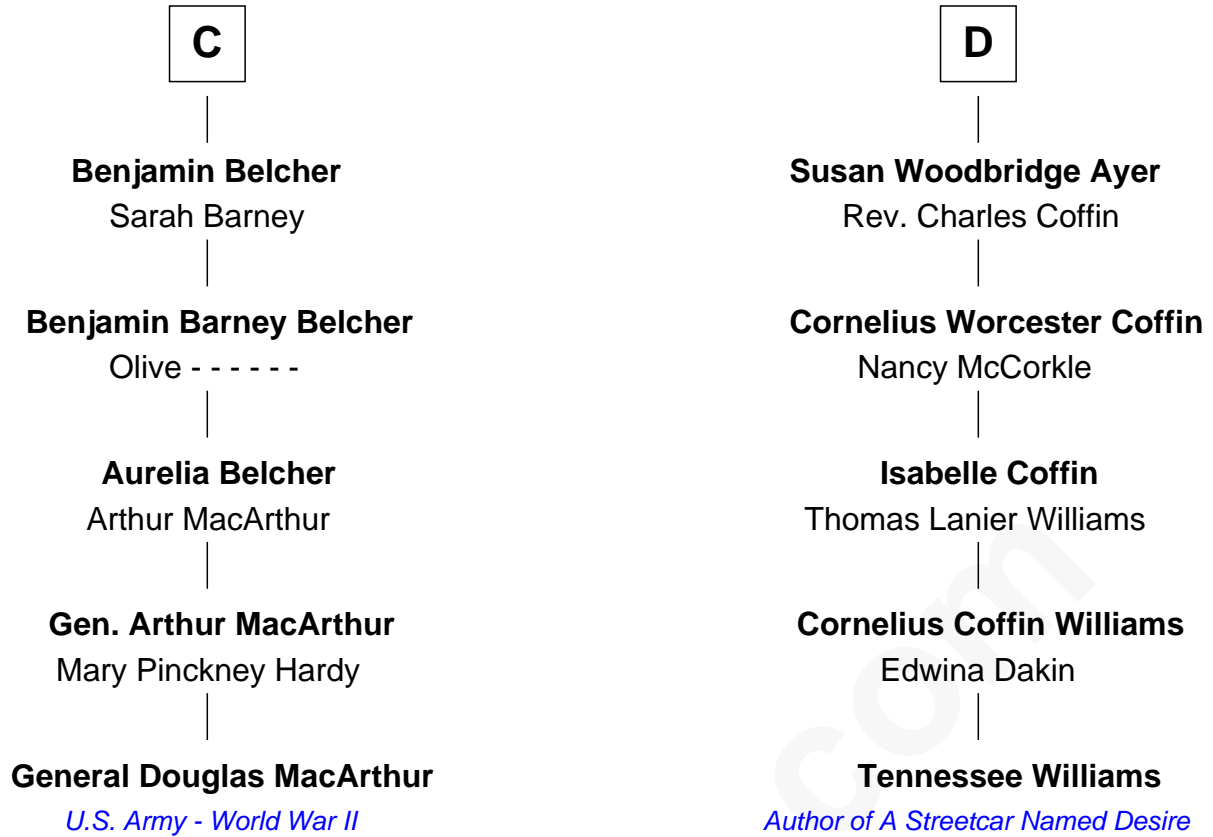 C
Benjamin Belcher
Sarah Barney
Benjamin Barney Belcher
Olive - - - - - -
Aurelia Belcher
Arthur MacArthur
Gen. Arthur MacArthur
Mary Pinckney Hardy
General Douglas MacArthur
U.S. Army - World War II
D
Susan Woodbridge Ayer
Rev. Charles Coffin
Cornelius Worcester Coffin
Nancy McCorkle
Isabelle Coffin
Thomas Lanier Williams
Cornelius Coffin Williams
Edwina Dakin
Tennessee Williams
Author of A Streetcar Named Desire
com